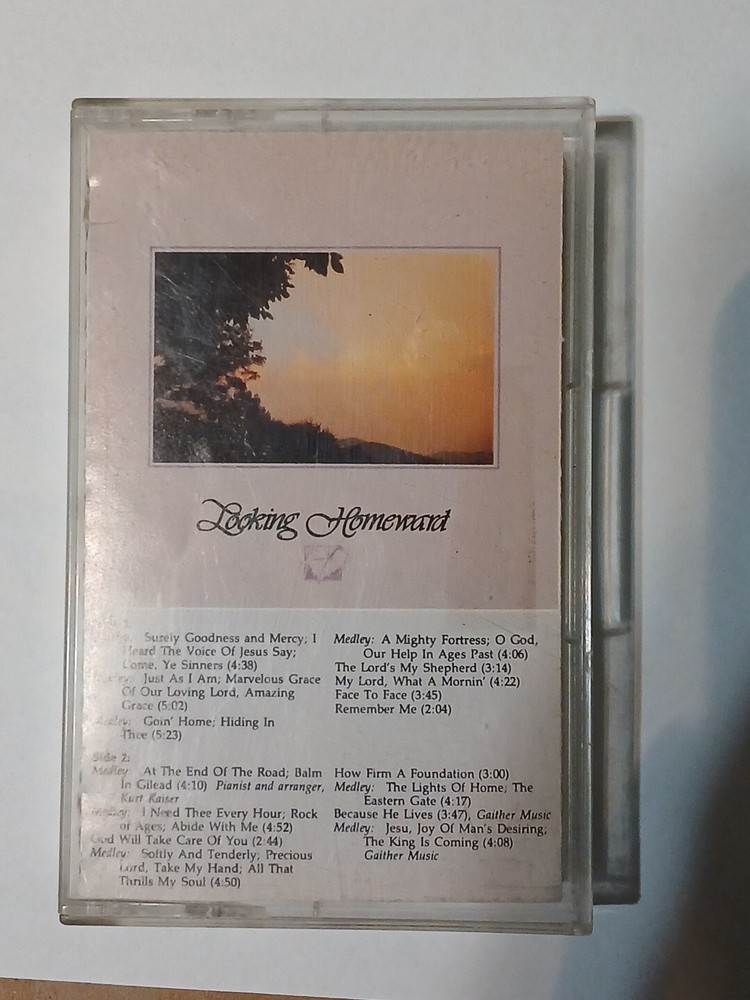 Looking Homeward
1:
Surely Goodness and Mercy; I
Heard The Voice Of Jesus Say;
Come, Ye Sinners (4:38)
Medley: Just As I Am; Marvelous Grace
Of Our Loving Lord, Amazing
Grace (5:02)
Medley: Goin' Home; Hiding In
Thee (5:23)
Medley: A Mighty Fortress; O God,
Our Help In Ages Past (4:06)
The Lord's My Shepherd (3:14)
My Lord, What A Mornin' (4:22)
Face To Face (3:45)
Remember Me (2:04)
Side 2:
Medley: At The End Of The Road; Balm
In Gilead (4:10) Pianist and arranger,
Kurt Kaiser
Medley: I Need Thee Every Hour; Rock
of Ages; Abide With Me (4:52)
God Will Take Care Of You (2:44)
Medley: Softly And Tenderly; Precious
Lord, Take My Hand; All That
Thrills My Soul (4:50)
How Firm A Foundation (3:00)
Medley: The Lights Of Home; The
Eastern Gate (4:17)
Because He Lives (3:47), Gaither Music
Medley: Jesu, Joy Of Man's Desiring;
The King Is Coming (4:08)
Gaither Music